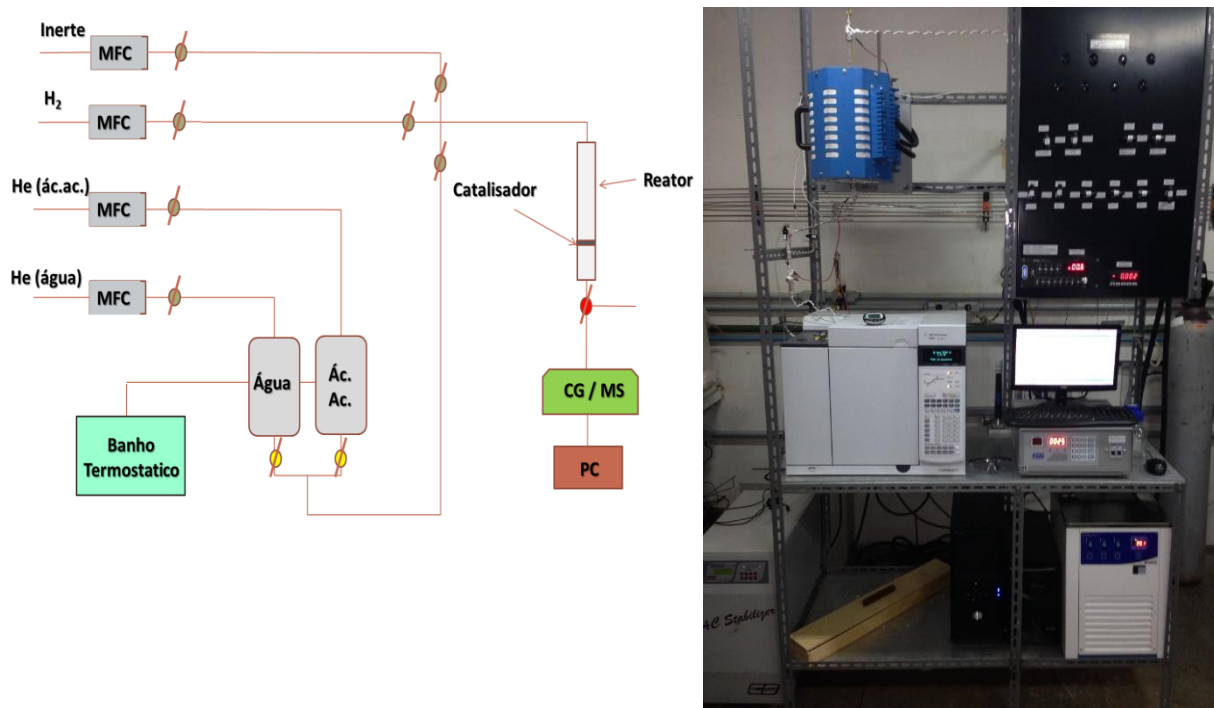 Inerte
MFC
H2
MFC
He (ác.ac.)
MFC
He (água)
MFC
Catalisador
Reator
Água
Ác.
Ac.
Banho
Termostatico
CG / MS
PC
AC Stabilizer